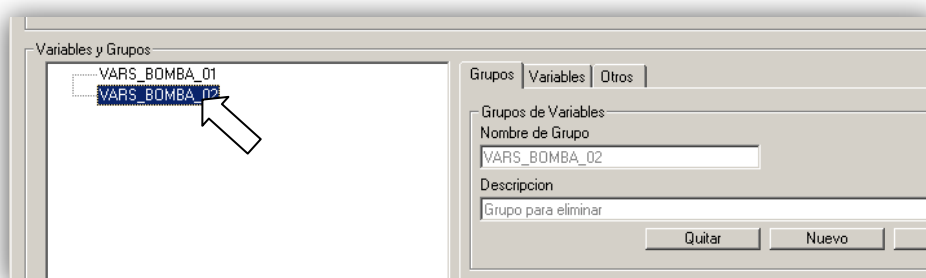 Variables y Grupos
VARS_BOMBA_01
VARS_BOMBA_02
Grupos Variables Otros
Grupos de Variables
Nombre de Grupo
VARS_BOMBA_02
Descripcion
Grupo para eliminar
Quitar Nuevo